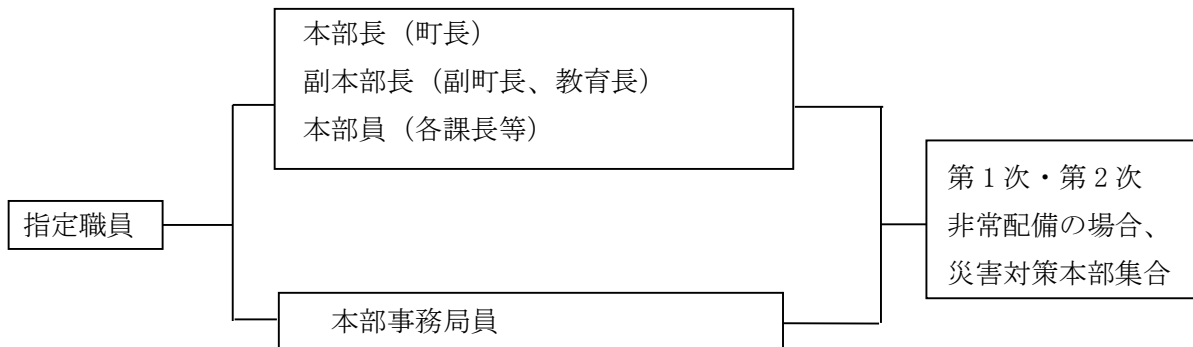 本部長（町長）
副本部長（副町長、教育長）
本部員（各課長等）
指定職員
第１次・第２次
非常配備の場合、
災害対策本部集合
本部事務局員